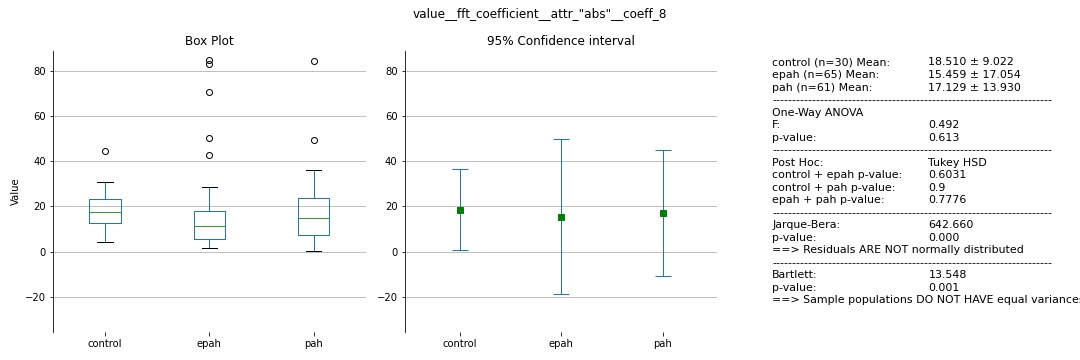 value__fft_coefficient__attr_"abs"__coeff_8
Box Plot
80
60
40
20
0
−20
Value
control
epah
pah
95% Confidence interval
80
60
40
20
0
−20
control
epah
pah
control (n=30) Mean: 18.510 ± 9.022
epah (n=65) Mean: 15.459 ± 17.054
pah (n=61) Mean: 17.129 ± 13.930
One-Way ANOVA
F: 0.492
p-value: 0.613
Post Hoc: Tukey HSD
control + epah p-value: 0.6031
control + pah p-value: 0.9
epah + pah p-value: 0.7776
Jarque-Bera: 642.660
p-value: 0.000
==> Residuals ARE NOT normally distributed
Bartlett: 13.548
p-value: 0.001
==> Sample populations DO NOT HAVE equal variances